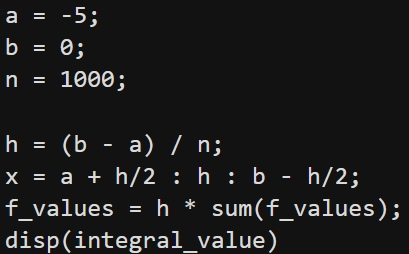 a = -5;
b = 0;
n = 1000;
h = (b - a) / n;
x = a + h/2 : h : b - h/2;
f_values = h * sum(f_values);
disp(integral_value)